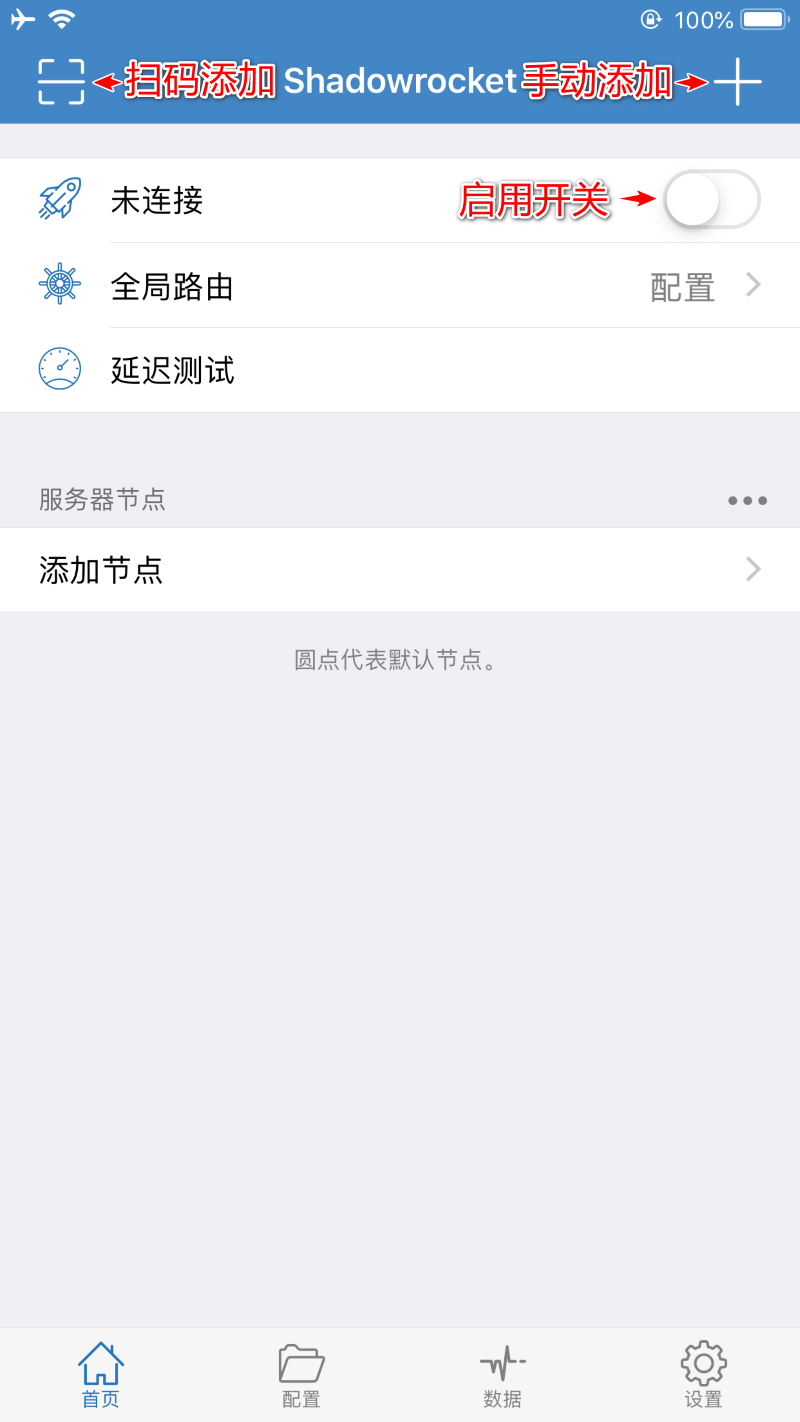 100%
扫码添加 Shadowrocket 手动添加
未连接 启用开关
全局路由 配置
延迟测试
服务器节点
添加节点
圆点代表默认节点。
首页 配置 数据 设置